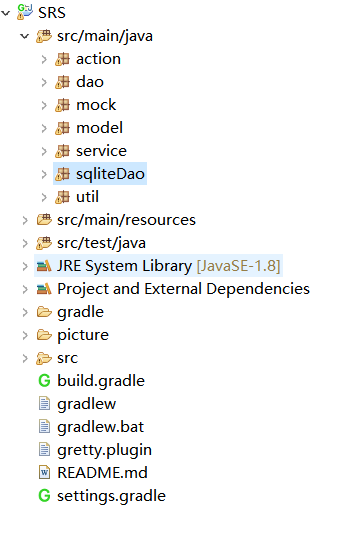 SRS
src/main/java
action
dao
mock
model
service
sqliteDao
util
src/main/resources
src/test/java
JRE System Library [JavaSE-1.8]
Project and External Dependencies
gradle
picture
src
build.gradle
gradlew
gradlew.bat
gretty.plugin
README.md
settings.gradle